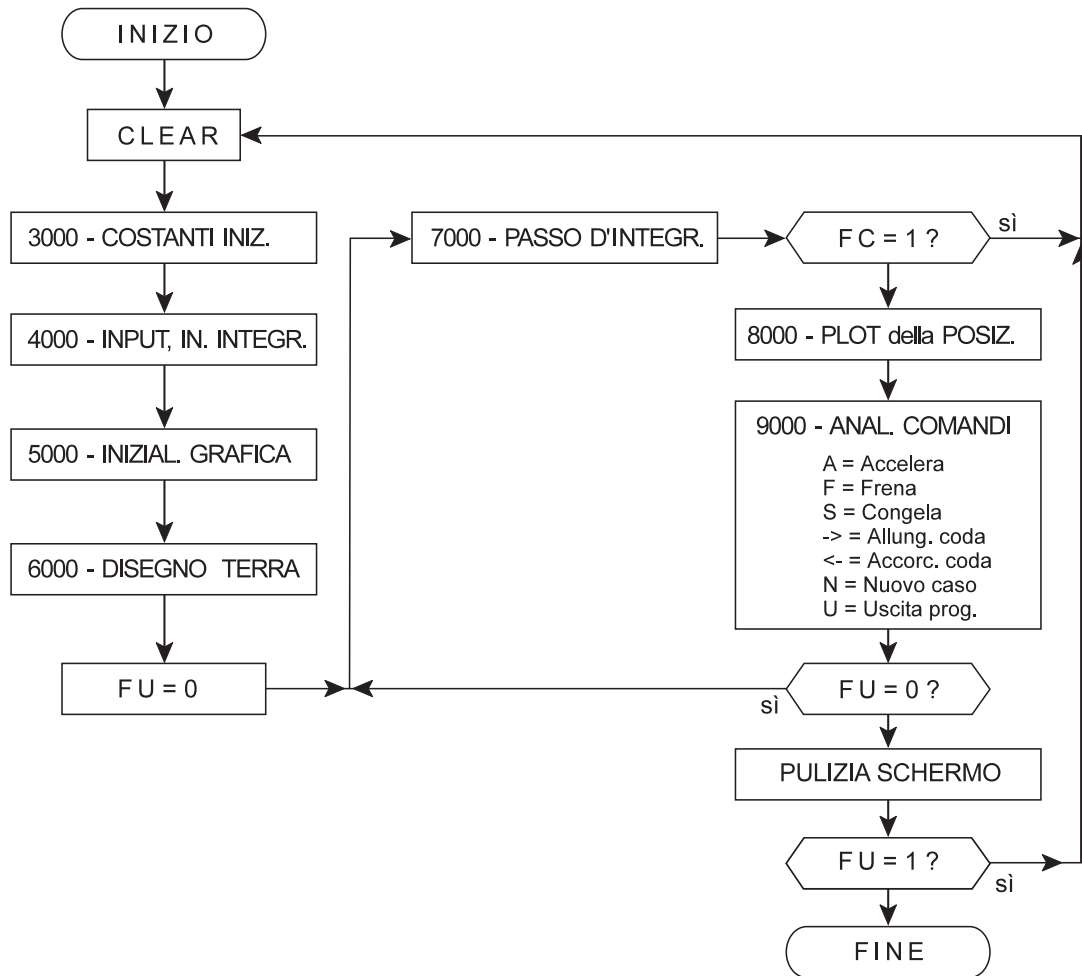 INIZIO
CLEAR
3000 - COSTANTI INIZ.
4000 - INPUT, IN. INTEGR.
5000 - INIZIAL. GRAFICA
6000 - DISEGNO TERRA
FU = 0
7000 - PASSO D'INTEGR.
FC = 1 ?
sì
8000 - PLOT della POSIZ.
9000 - ANAL. COMANDI
A = Accelera
F = Frena
S = Congela
-> = Allung. coda
<- = Accorc. coda
N = Nuovo caso
U = Uscita prog.
FU = 0 ?
sì
PULIZIA SCHERMO
FU = 1 ?
sì
FINE